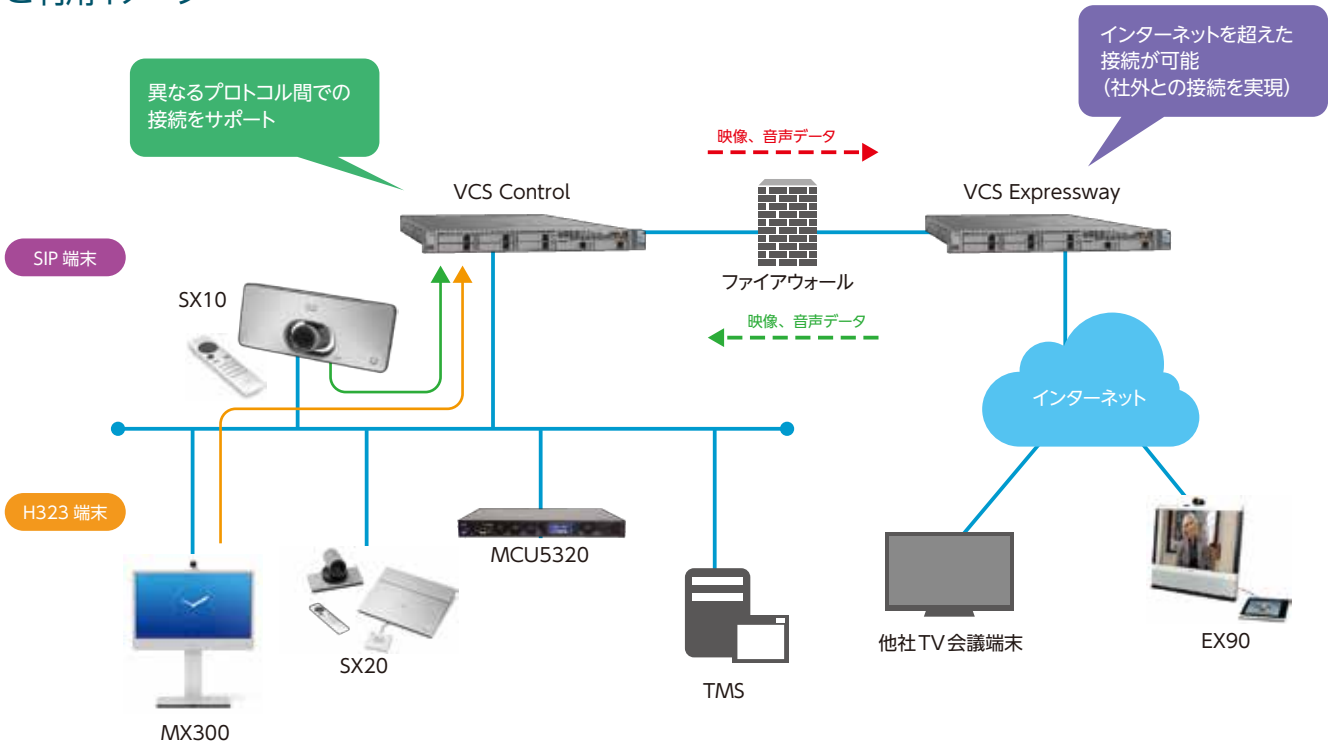 インターネットを超えた
接続が可能
（社外との接続を実現）
異なるプロトコル間での
接続をサポート
映像、音声データ
VCS Control
VCS Expressway
SIP 端末
ファイアウォール
SX10
映像、音声データ
インターネット
H323 端末
MCU5320
他社TV会議端末
EX90
SX20
TMS
MX300